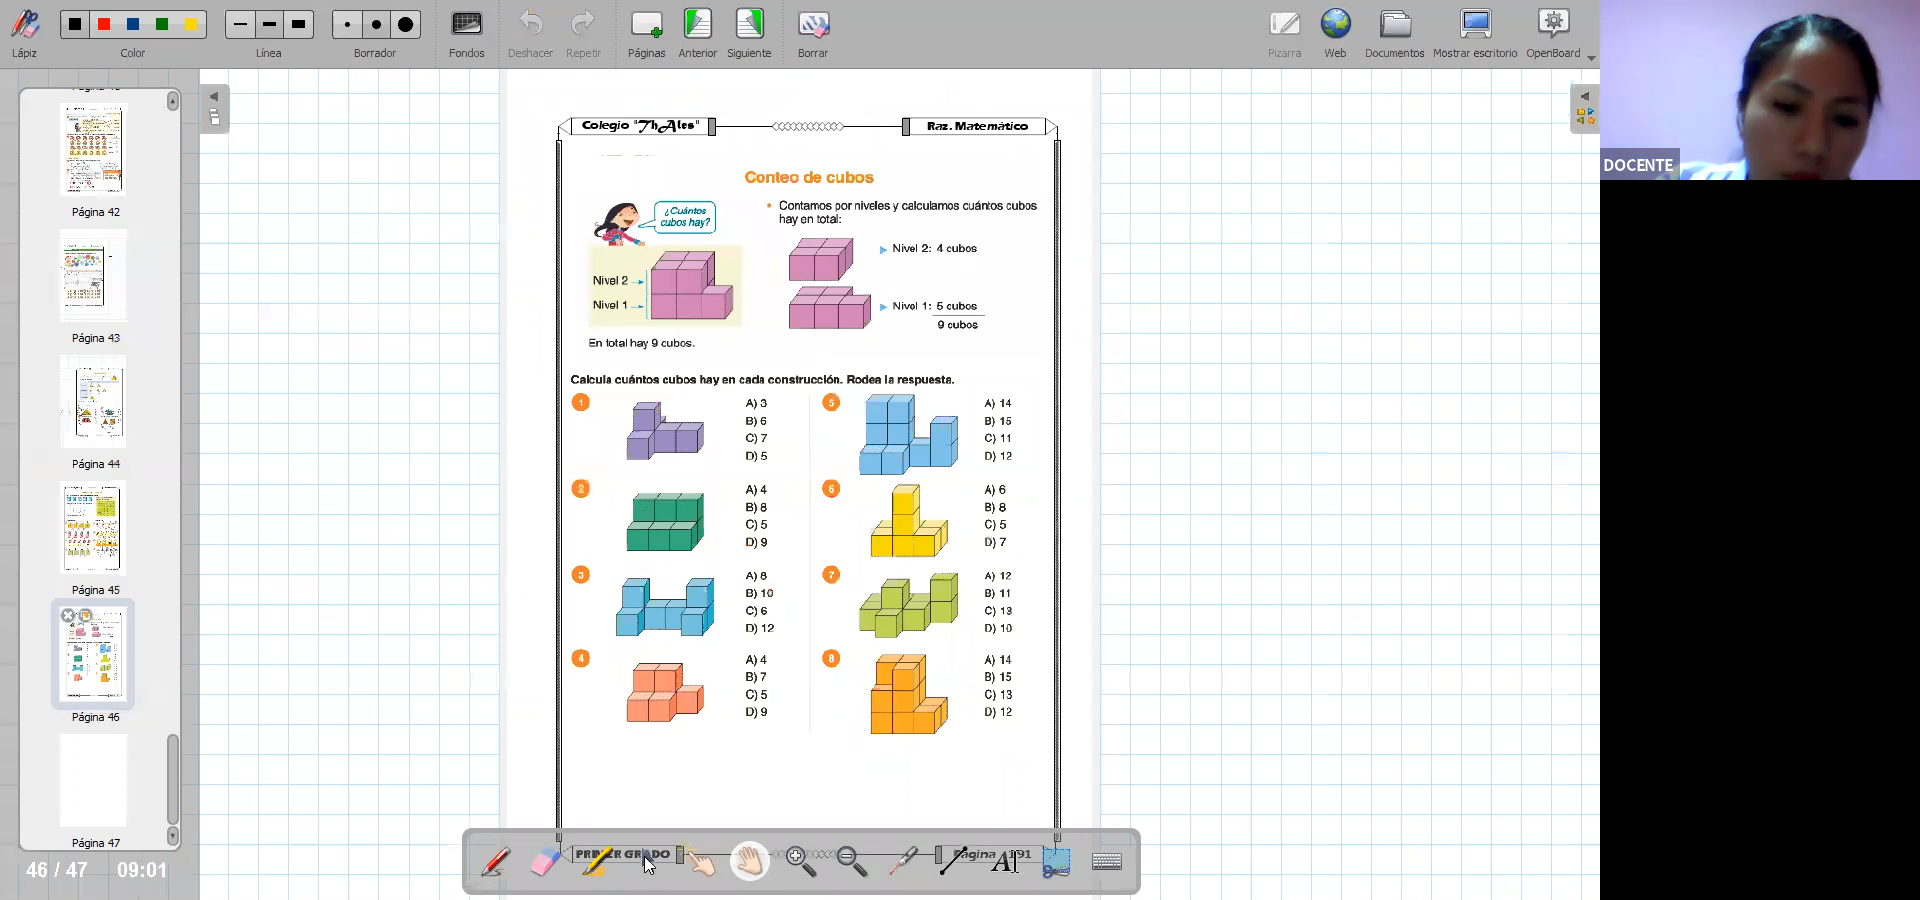 Lápiz
Color
Línea
Borrador
Fondos
Deshacer
Repetir
Páginas
Anterior
Siguiente
Borrar
Pizarra
Web
Documentos
Mostrar escritorio
OpenBoard
DOCENTE
Página 42
Página 43
Página 44
Página 45
Página 46
Página 47
46 / 47
09:01
Colegio "ThAles"
Raz. Matemático
Conteo de cubos
¿Cuántos
cubos hay?
Nivel 2
Nivel 1
En total hay 9 cubos.
• Contamos por niveles y calculamos cuántos cubos
hay en total:
Nivel 2: 4 cubos
Nivel 1: 5 cubos
9 cubos
Calcula cuántos cubos hay en cada construcción. Rodea la respuesta.
1
A) 3
B) 6
C) 7
D) 5
2
A) 4
B) 8
C) 5
D) 9
3
A) 8
B) 10
C) 6
D) 12
4
A) 4
B) 7
C) 5
D) 9
5
A) 14
B) 15
C) 11
D) 12
6
A) 6
B) 8
C) 5
D) 7
7
A) 12
B) 11
C) 13
D) 10
8
A) 14
B) 15
C) 13
D) 12
PRIMER GRADO
Página
191